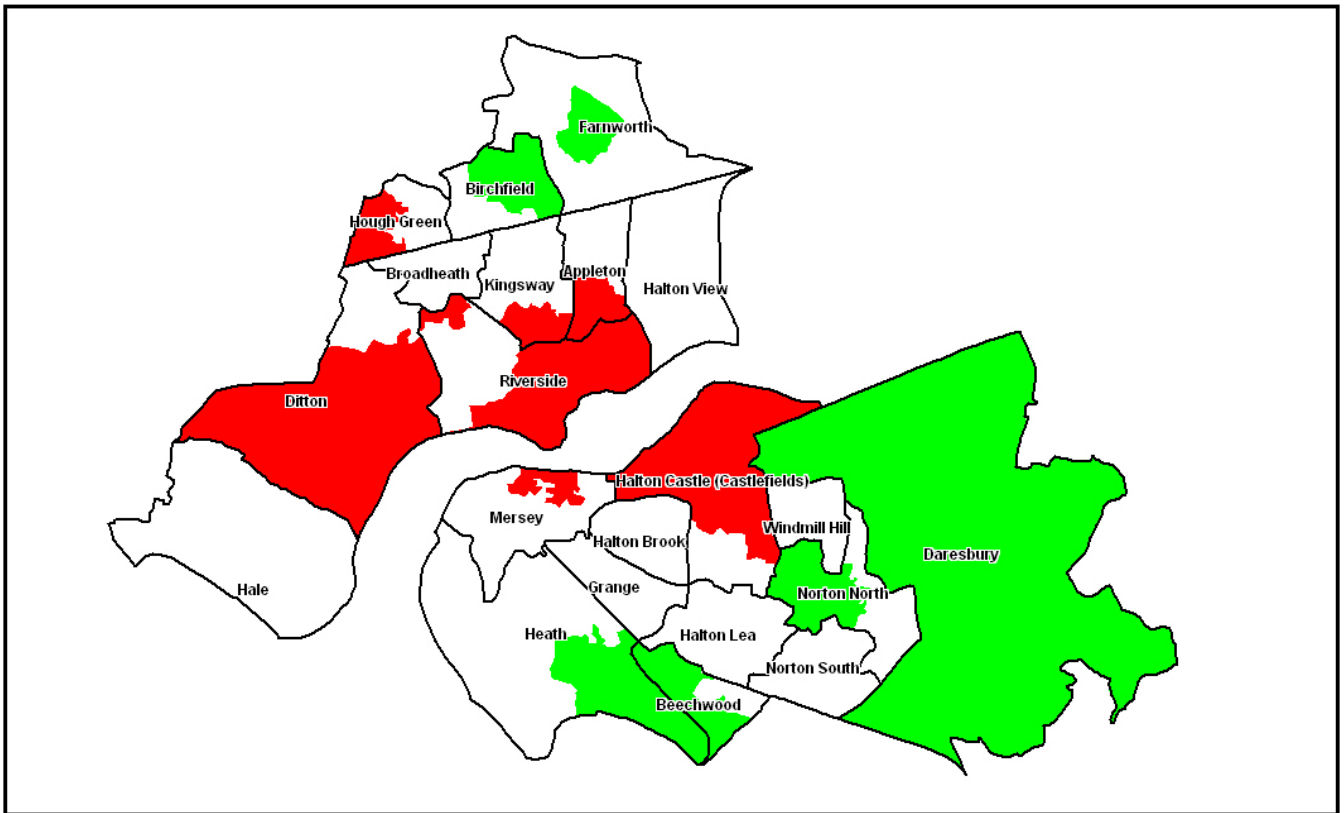 Farnworth
Birchfield
Hough Green
Broadheath
Kingsway
Appleton
Halton View
Riverside
Ditton
Halton Castle (Castlefields)
Mersey
Windmill Hill
Halton Brook
Daresbury
Hale
Grange
Norton North
Heath
Halton Lea
Norton South
Beechwood